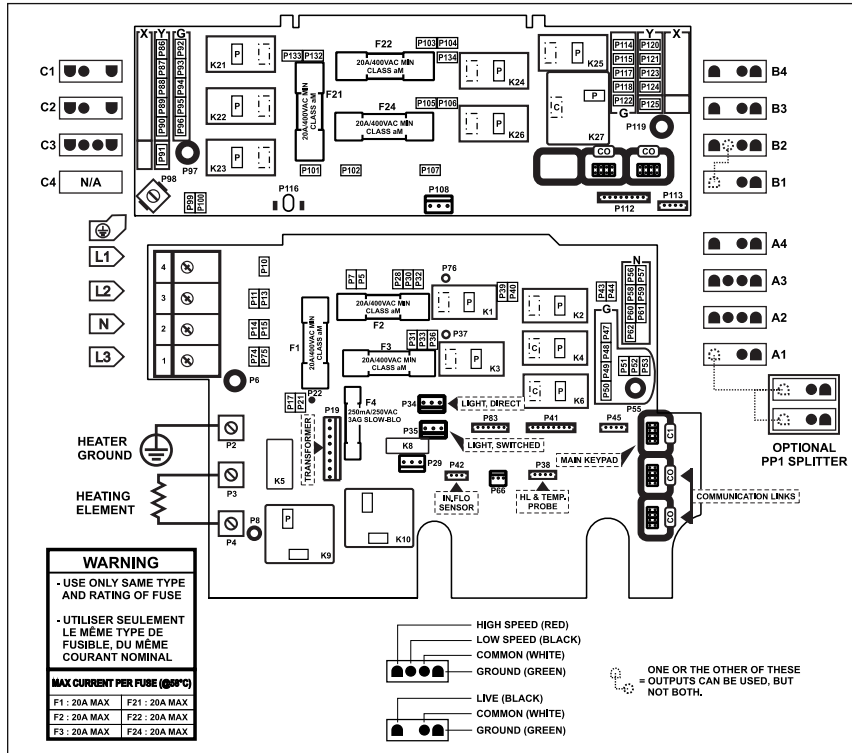 X Y G
P86
P87
P88
P89
P90
P91
P92
P93
P94
P95
P96
P97
P98
P99
P100
K21
K22
K23
P
P
P
P133 P132
F21
20A/400VAC MIN
CLASS aM
F22
20A/400VAC MIN
CLASS aM
F24
20A/400VAC MIN
CLASS aM
P103 P104
P134
P105 P106
P101
P102
P107
P116
P108
K24
K25
K26
K27
P
P
P
P
C
Y X
P114 P120
P115 P121
P117 P123
P118 P124
P122 P125
G
P119
CO
CO
P112
P113
C1
C2
C3
C4 N/A
B4
B3
B2
B1
A4
A3
A2
A1
OPTIONAL
PP1 SPLITTER
L1
L2
N
L3
4
3
2
1
P10
P11 P13
P14 P15
P74 P75
P6
P7 P5
P28 P30 P32
P76
P39 P40
F1
20A/400VAC MIN
CLASS aM
F2
20A/400VAC MIN
CLASS aM
F3
20A/400VAC MIN
CLASS aM
P31 P33 P36
P37
K1
K2
K3
K4
K6
P
P
P
C P
C P
N
P43 P44
P56 P57
P58 P59
P60 P61
P62
G
P47
P48
P49
P50
P51 P52 P53
P55
P17 P21
P22
P19
TRANSFORMER
F4
250mA/250VAC
3AG SLOW-BLO
P34
LIGHT, DIRECT
P35
LIGHT, SWITCHED
K8
P29
P83
P41
P45
MAIN KEYPAD
P42
IN.FLO
SENSOR
P66
P38
HL & TEMP.
PROBE
C1
CO
CO
COMMUNICATION LINKS
HEATER
GROUND
P2
HEATING
ELEMENT
P3
P4
K5
P8
P
K9
K10
WARNING
- USE ONLY SAME TYPE
AND RATING OF FUSE
- UTILISER SEULEMENT
LE MÊME TYPE DE
FUSIBLE, DU MÊME
COURANT NOMINAL
MAX CURRENT PER FUSE (@58°C)
F1 : 20A MAX F21 : 20A MAX
F2 : 20A MAX F22 : 20A MAX
F3 : 20A MAX F24 : 20A MAX
HIGH SPEED (RED)
LOW SPEED (BLACK)
COMMON (WHITE)
GROUND (GREEN)
LIVE (BLACK)
COMMON (WHITE)
GROUND (GREEN)
ONE OR THE OTHER OF THESE
= OUTPUTS CAN BE USED, BUT
NOT BOTH.